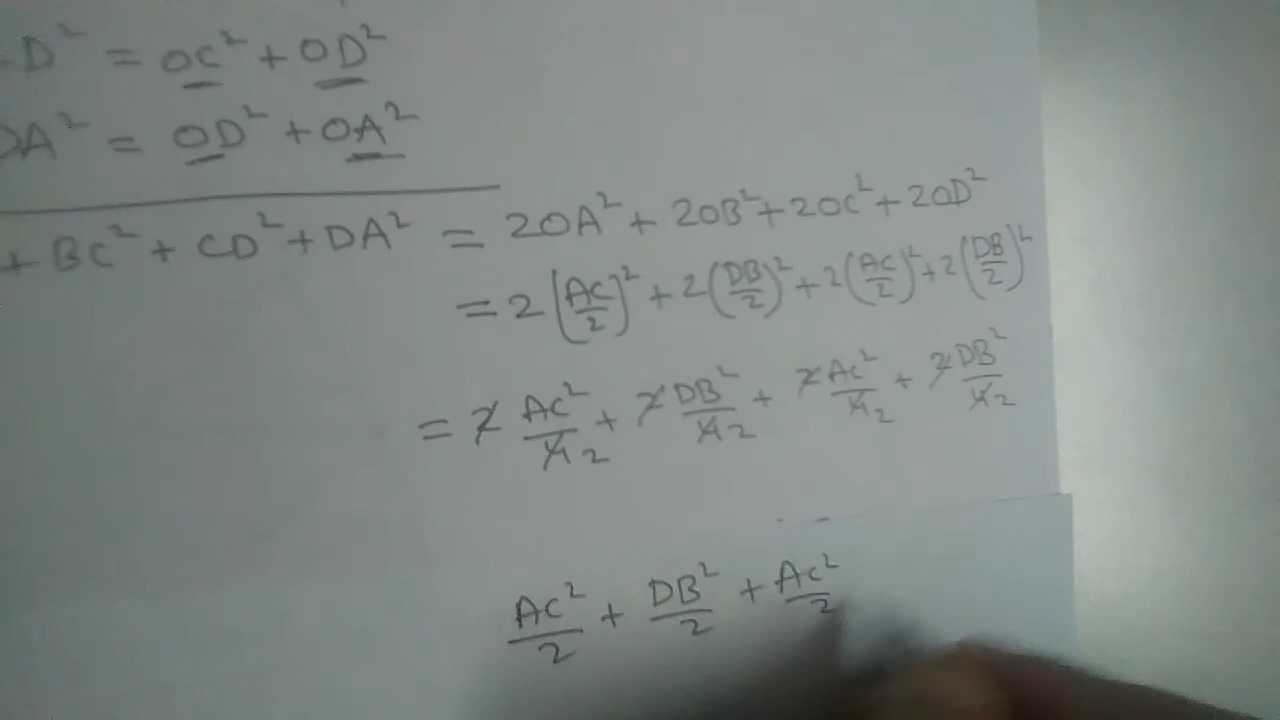 D² = OC² + OD²
DA² = OD² + OA²
+ BC² + CD² + DA² = 2OA² + 2OB² + 2OC² + 2OD²
= 2(AC/2)² + 2(DB/2)² + 2(AC/2)² + 2(DB/2)²
= 2 AC²/4 2 + 2 DB²/4 2 + 2 AC²/4 2 + 2 DB²/4 2
AC²/2 + DB²/2 + AC²/2